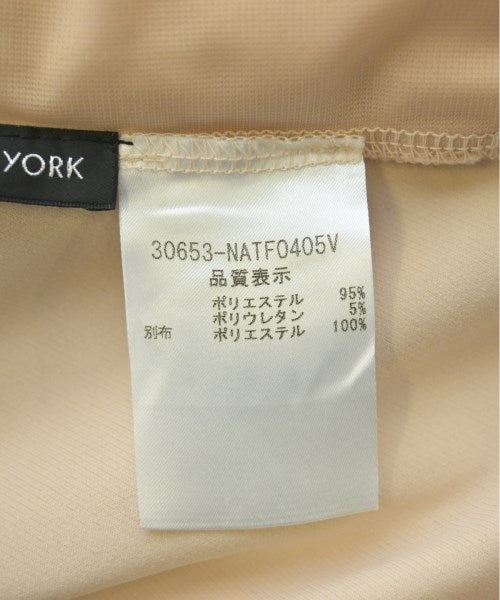 YORK
30653-NATF0405V
品質表示
ポリエステル 95%
ポリウレタン 5%
別布 ポリエステル 100%